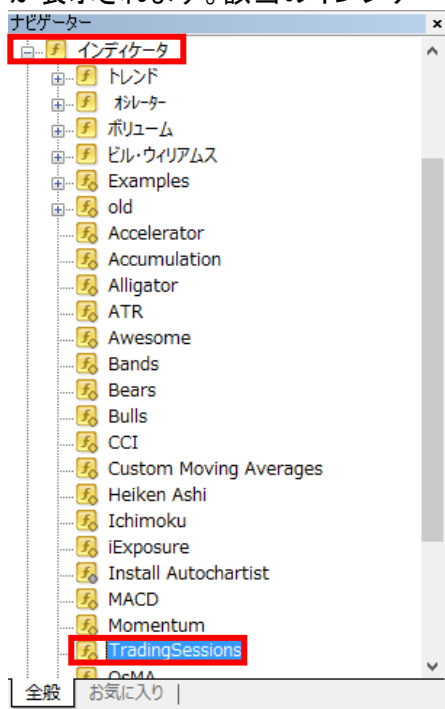 ナビゲーター
インディケータ
トレンド
オシレーター
ボリューム
ビル・ウィリアムス
Examples
old
Accelerator
Accumulation
Alligator
ATR
Awesome
Bands
Bears
Bulls
CCI
Custom Moving Averages
Heiken Ashi
Ichimoku
iExposure
Install Autochartist
MACD
Momentum
TradingSessions
OsMA
全般 お気に入り